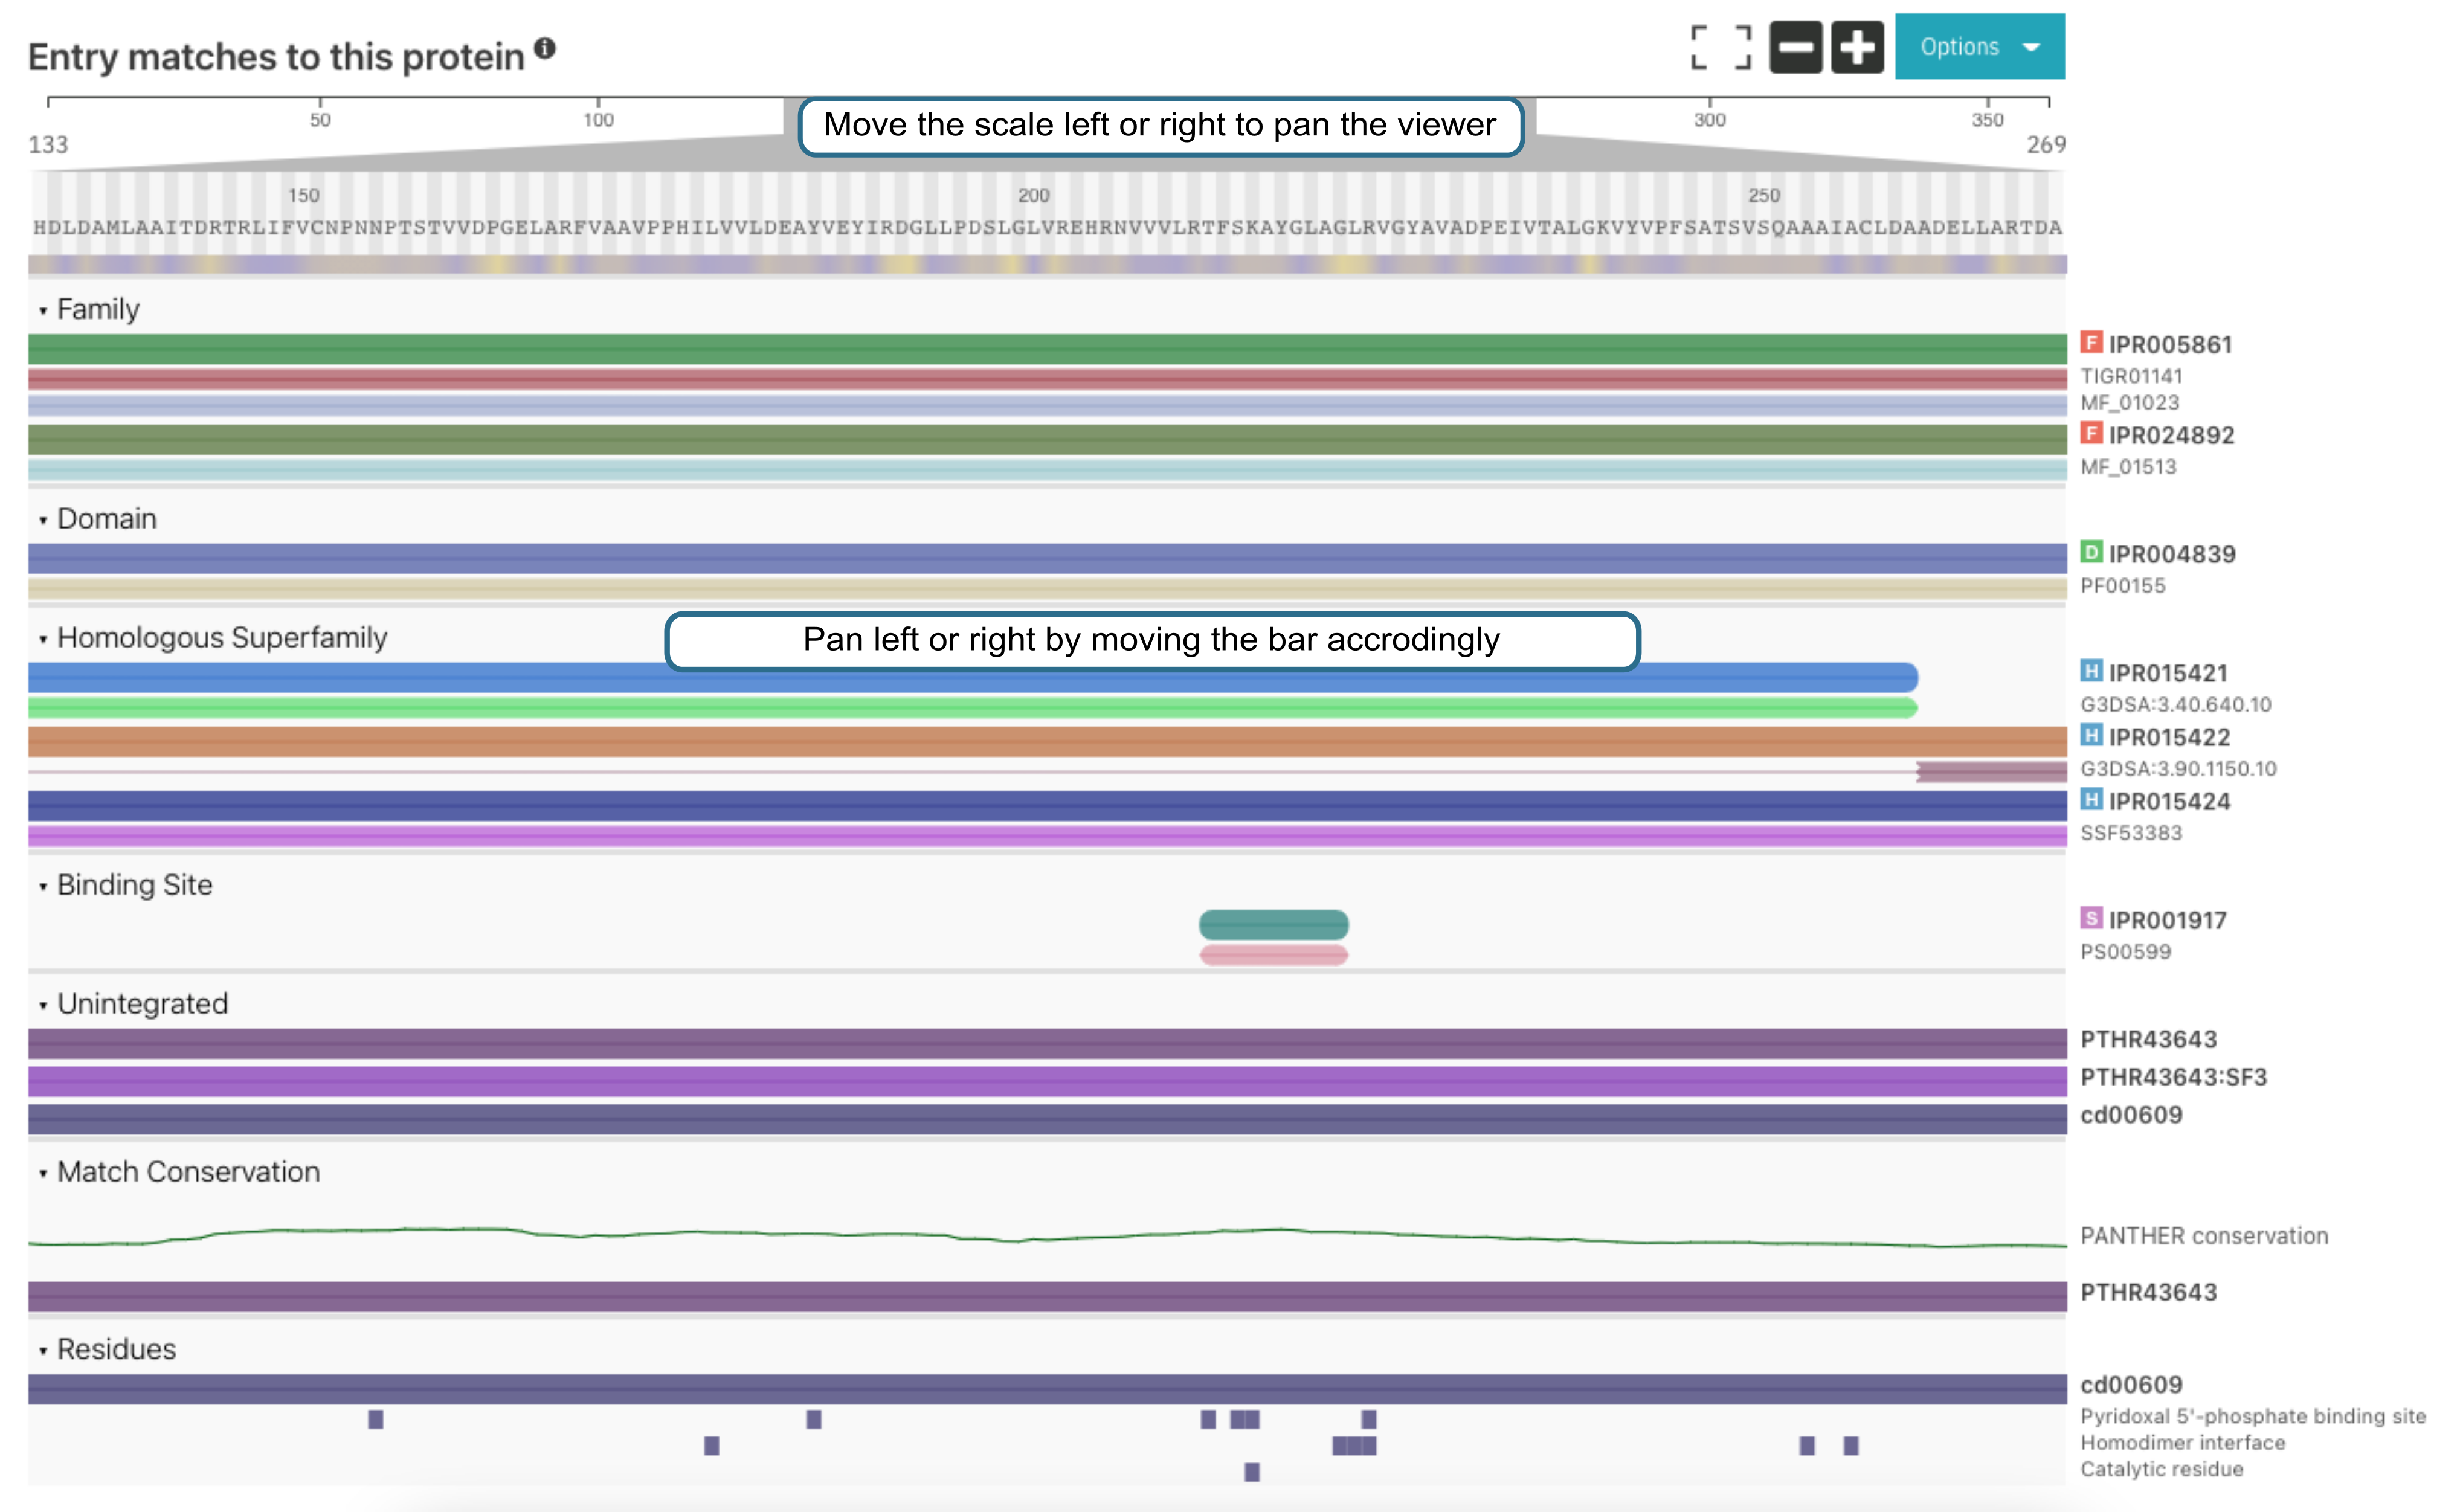 Entry matches to this protein
Options
50
100
Move the scale left or right to pan the viewer
300
350
133
269
150
200
250
HDLDAMLAAITDRTRLIFVCNPNNPTSTVVDPGELARFVAAVPPHILVVLDEAYVEYIRDGLLPDSLGLVREHRNVVVLRTFSKAYGLAGLRVGYAVADPEIVTALGKVYVPFSATSVSQAAAIACLDAADELLARTDA
Family
F IPR005861
TIGR01141
MF_01023
F IPR024892
MF_01513
Domain
D IPR004839
PF00155
Homologous Superfamily
Pan left or right by moving the bar accrodingly
H IPR015421
G3DSA:3.40.640.10
H IPR015422
G3DSA:3.90.1150.10
H IPR015424
SSF53383
Binding Site
S IPR001917
PS00599
Unintegrated
PTHR43643
PTHR43643:SF3
cd00609
Match Conservation
PANTHER conservation
PTHR43643
Residues
cd00609
Pyridoxal 5'-phosphate binding site
Homodimer interface
Catalytic residue